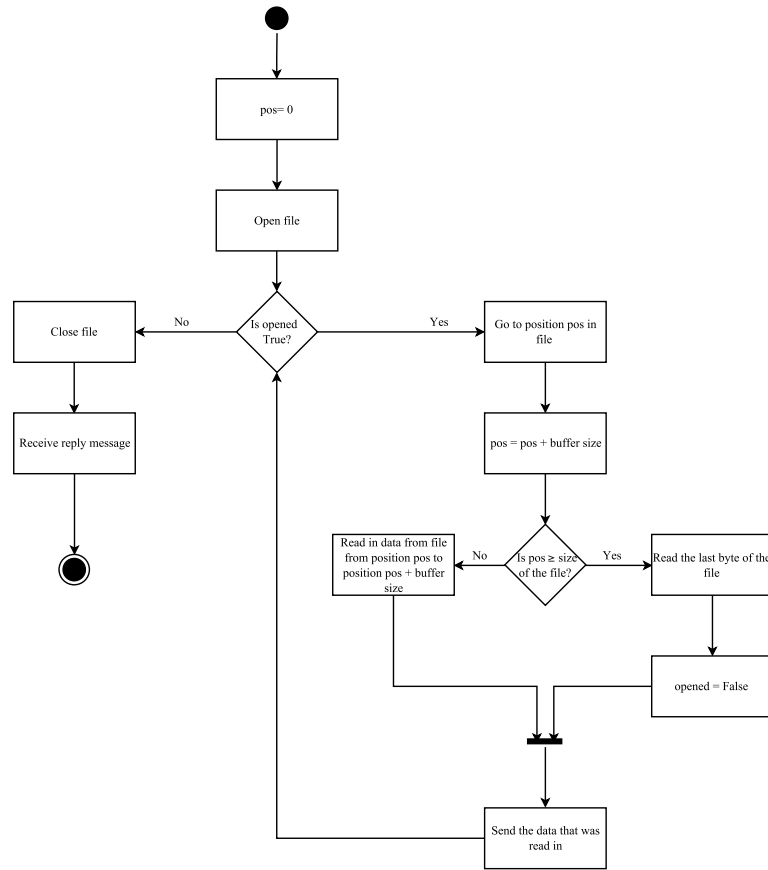 pos= 0
Open file
Is opened
True?
No
Yes
Close file
Go to position pos in
file
Receive reply message
pos = pos + buffer size
Is pos ≥ size
of the file?
No
Yes
Read in data from file
from position pos to
position pos + buffer
size
Read the last byte of the
file
opened = False
Send the data that was
read in